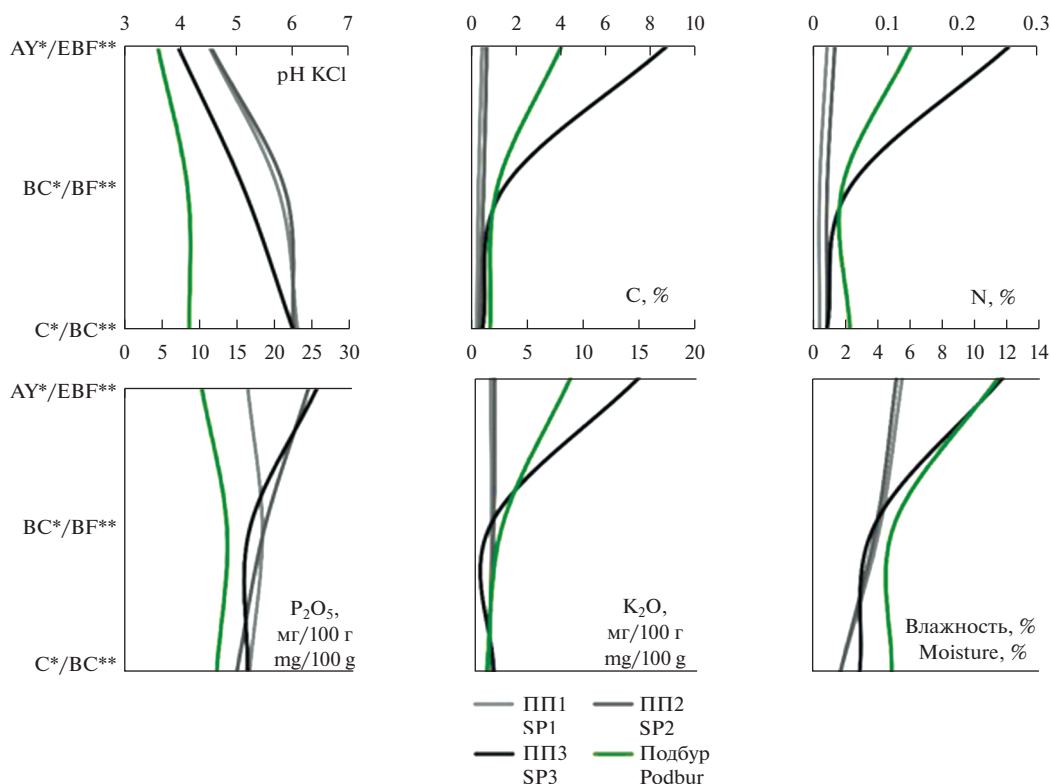 3 4 5 6 7
0 2 4 6 8 10
0 0.1 0.2 0.3
AY*/EBF**
pH KCl
BC*/BF**
C, %
N, %
C*/BC**
0 5 10 15 20 25 30
0 5 10 15 20
0 2 4 6 8 10 12 14
AY*/EBF**
BC*/BF**
P₂O₅,
мг/100 г
mg/100 g
K₂O,
мг/100 г
mg/100 g
Влажность, %
Moisture, %
C*/BC**
ПП1
SP1
ПП2
SP2
ПП3
SP3
Подбур
Podbur